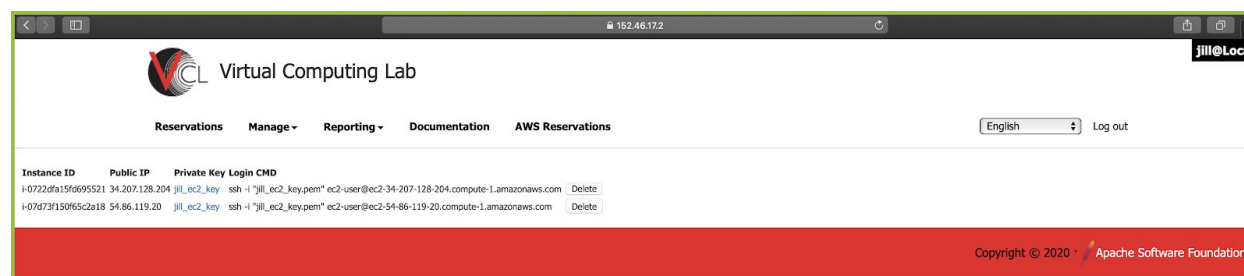 152.46.17.2
jill@Loc
VCL Virtual Computing Lab
Reservations Manage Reporting Documentation AWS Reservations English Log out
Instance ID Public IP Private Key Login CMD
i-0722dfa15fd695521 34.207.128.204 jill_ec2_key ssh -i "jill_ec2_key.pem" ec2-user@ec2-34-207-128-204.compute-1.amazonaws.com Delete
i-07d73f150f65c2a18 54.86.119.20 jill_ec2_key ssh -i "jill_ec2_key.pem" ec2-user@ec2-54-86-119-20.compute-1.amazonaws.com Delete
Copyright © 2020 · Apache Software Foundation